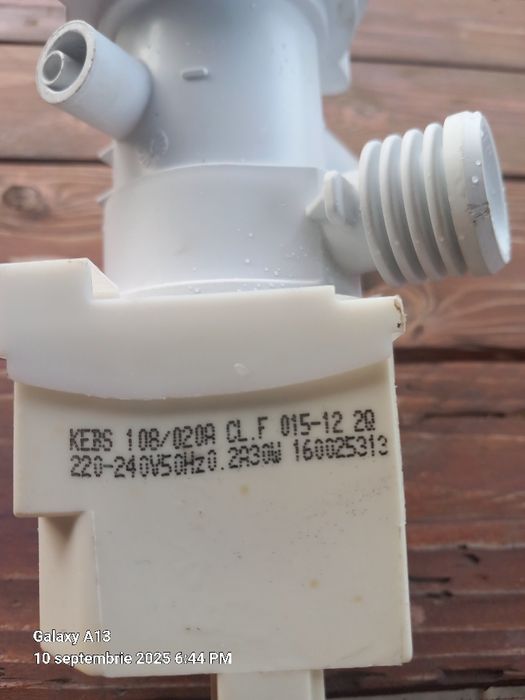 KEBS 108/020A CL.F 015-12 2Q
220-240V50Hz0.2A30W 160025313
Galaxy A13
10 septembrie 2025 6:44 PM